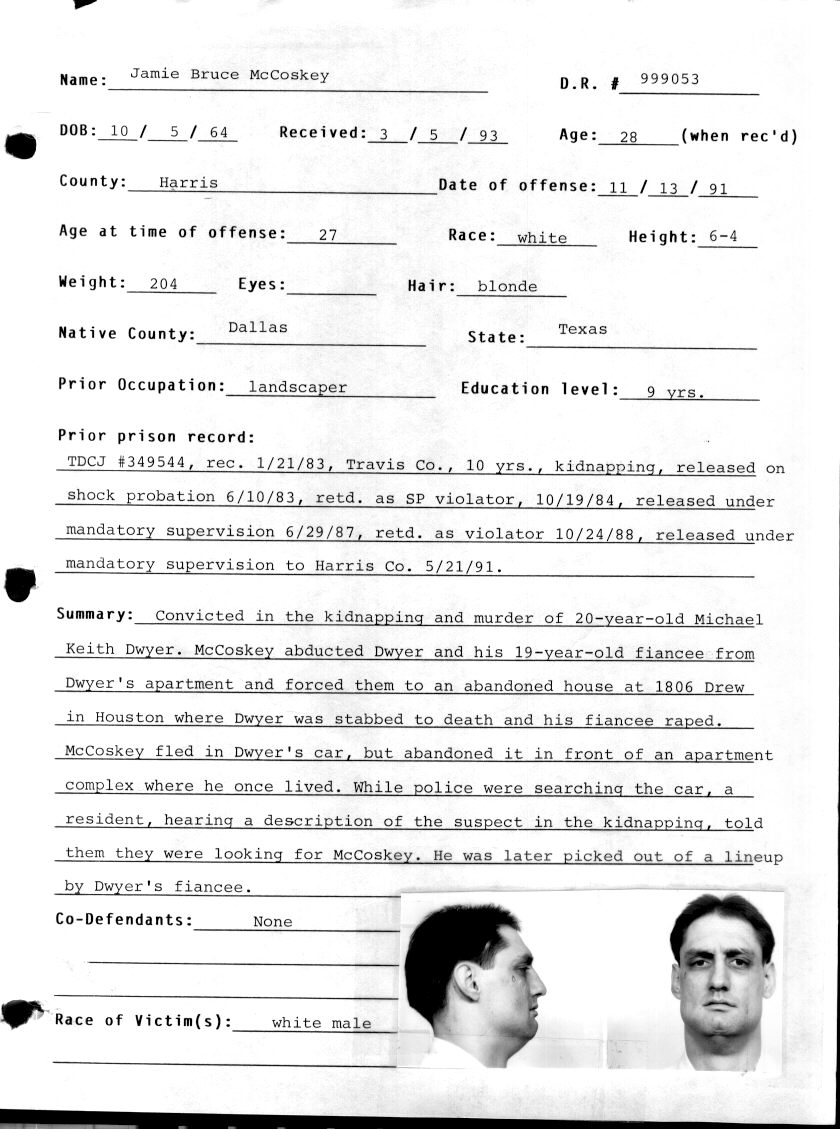 Name: Jamie Bruce McCoskey D.R. # 999053
DOB: 10 / 5 / 64 Received: 3 / 5 / 93 Age: 28 (when rec'd)
County: Harris Date of offense: 11 / 13 / 91
Age at time of offense: 27 Race: white Height: 6-4
Weight: 204 Eyes: Hair: blonde
Native County: Dallas State: Texas
Prior Occupation: landscaper Education level: 9 yrs.
Prior prison record:
TDCJ #349544, rec. 1/21/83, Travis Co., 10 yrs., kidnapping, released on
shock probation 6/10/83, retd. as SP violator, 10/19/84, released under
mandatory supervision 6/29/87, retd. as violator 10/24/88, released under
mandatory supervision to Harris Co. 5/21/91.
Summary: Convicted in the kidnapping and murder of 20-year-old Michael
Keith Dwyer. McCoskey abducted Dwyer and his 19-year-old fiancee from
Dwyer's apartment and forced them to an abandoned house at 1806 Drew
in Houston where Dwyer was stabbed to death and his fiancee raped.
McCoskey fled in Dwyer's car, but abandoned it in front of an apartment
complex where he once lived. While police were searching the car, a
resident, hearing a description of the suspect in the kidnapping, told
them they were looking for McCoskey. He was later picked out of a lineup
by Dwyer's fiancee.
Co-Defendants: None
Race of Victim(s): white male